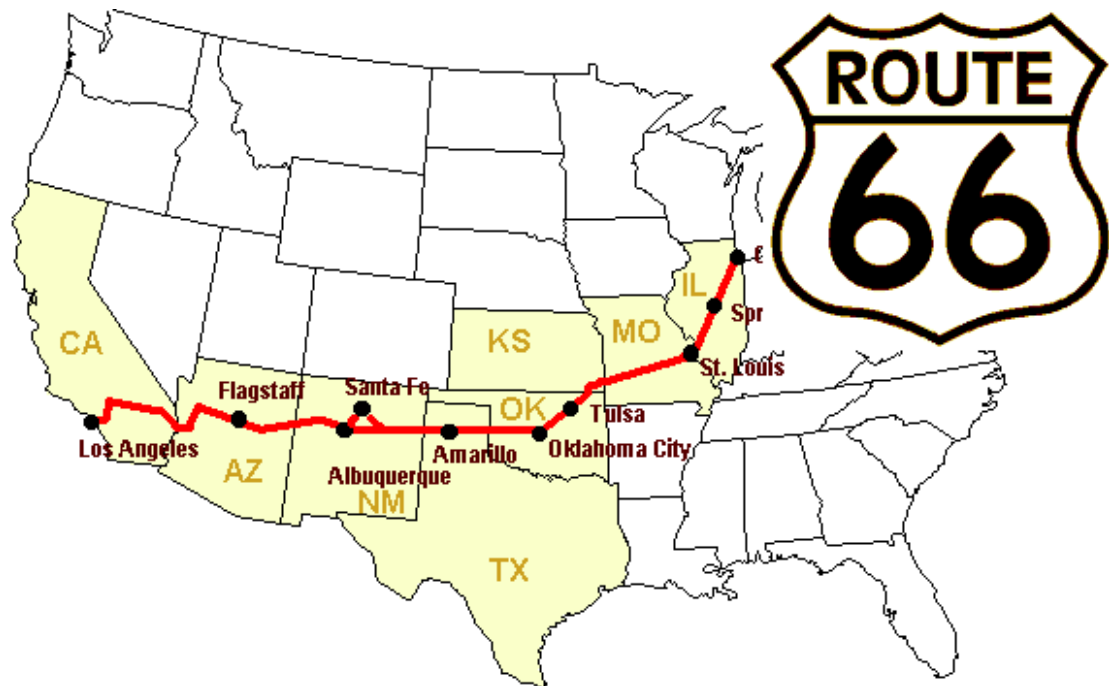 ROUTE
66
IL
Spr
MO
KS
St. Louis
CA
Flagstaff
Santa Fe
OK
Tulsa
Los Angeles
Amarillo
Oklahoma City
AZ
Albuquerque
NM
TX